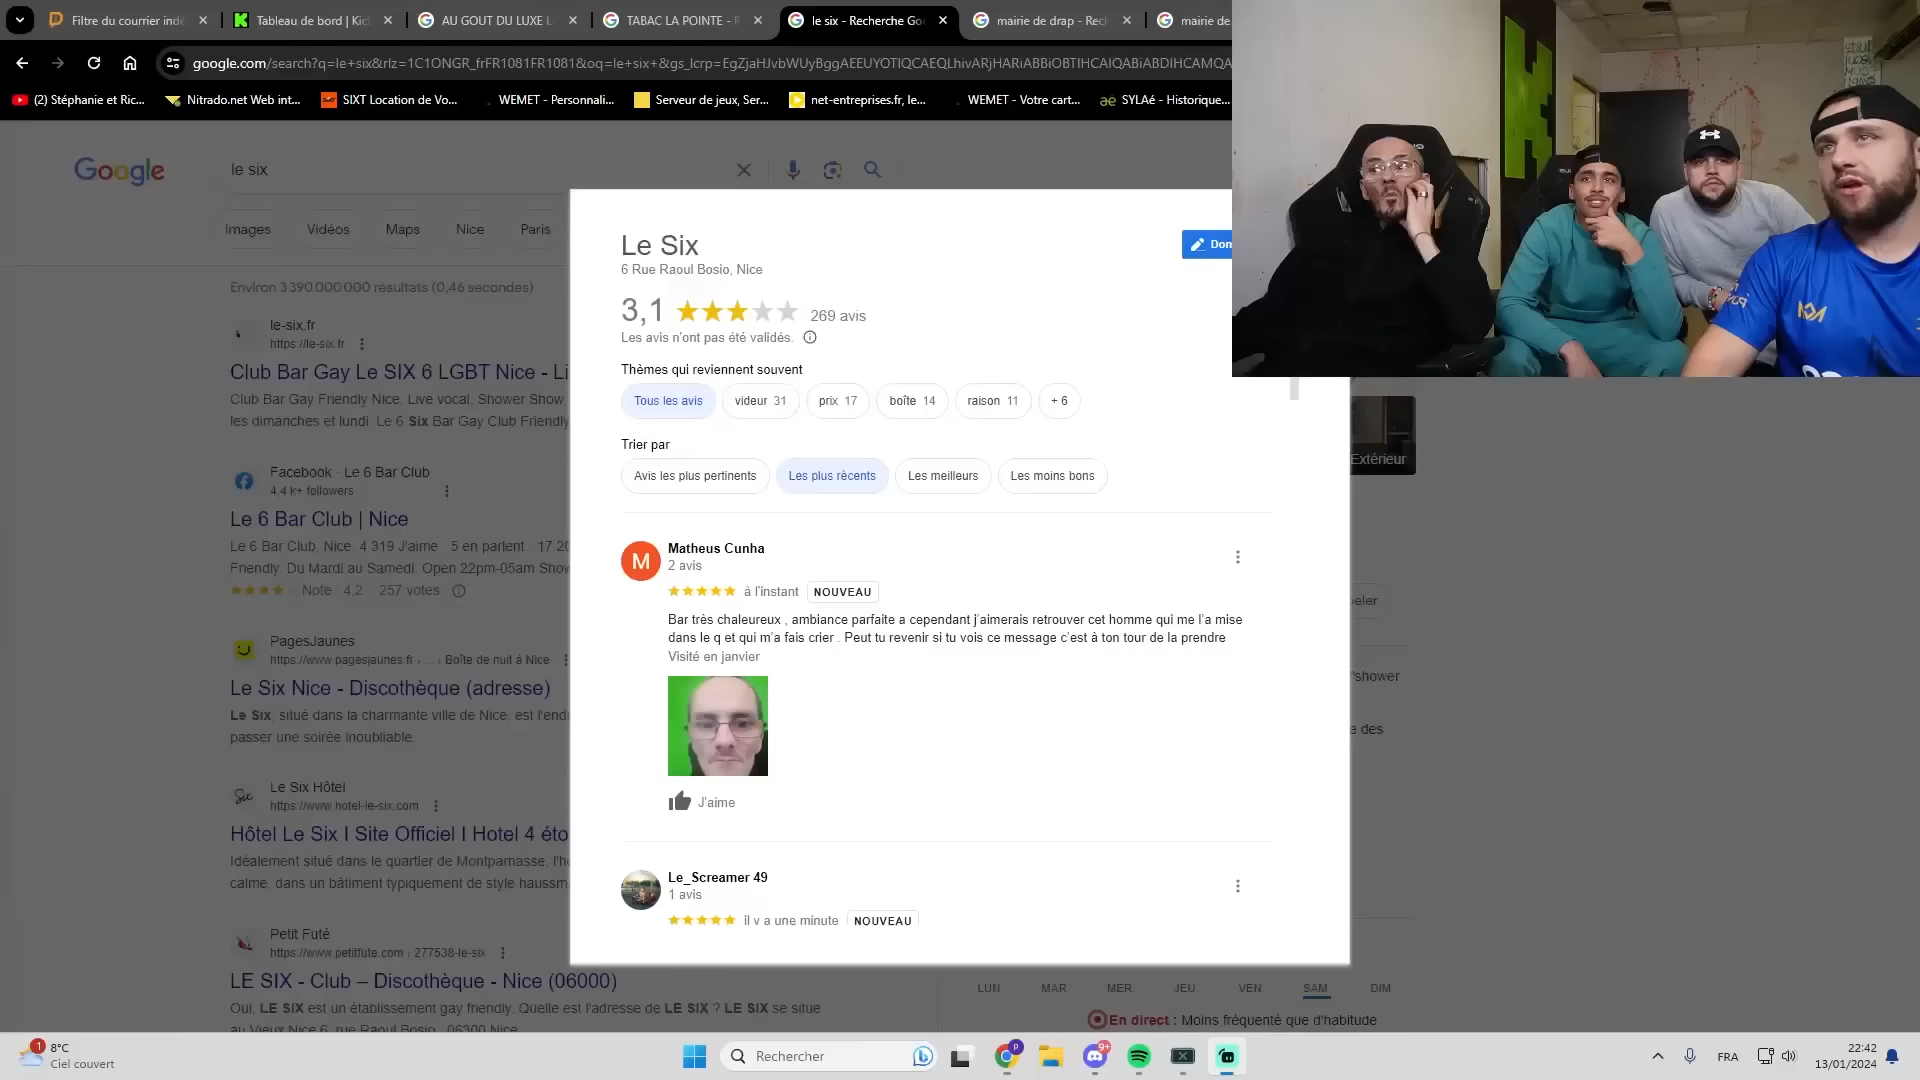 Filtre du courrier indé
Tableau de bord | Kick
AU GOUT DU LUXE L
TABAC LA POINTE - R
le six - Recherche Goo
mairie de drap - Rech
mairie de
google.com/search?q=le+six&rlz=1C1ONGR_frFR1081FR1081&oq=le+six+&gs_lcrp=EgZjaHJvbWUyBggAEEUYOTIQCAEQLhivARjHARiABBiOBTIHCAIQABiABDIHCMQA
(2) Stéphanie et Ric...
Nitrado.net Web int...
SIXT Location de Vo...
WEMET - Personnali...
Serveur de jeux, Ser...
net-entreprises.fr, le...
WEMET - Votre cart...
SYLAé - Historique...
Google
le six
Images
Vidéos
Maps
Nice
Paris
Environ 3 390 000 000 résultats (0,46 secondes)
le-six.fr
https://le-six.fr
Club Bar Gay Le SIX 6 LGBT Nice - Li
Club Bar Gay Friendly Nice. Live vocal, Shower Show,
les dimanches et lundi. Le 6 Six Bar Gay Club Friendly
Facebook · Le 6 Bar Club
4,4 k+ followers
Le 6 Bar Club | Nice
Le 6 Bar Club, Nice. 4 319 J'aime · 5 en parlent · 17 20
Friendly. Du Mardi au Samedi. Open 22pm-05am Show
Note · 4,2 · 257 votes
PagesJaunes
https://www.pagesjaunes.fr › ... › Boîte de nuit à Nice
Le Six Nice - Discothèque (adresse)
Le Six, situé dans la charmante ville de Nice, est l'end
passer une soirée inoubliable.
Le Six Hôtel
https://www.hotel-le-six.com
Hôtel Le Six I Site Officiel I Hotel 4 éto
Idéalement situé dans le quartier de Montparnasse, l'h
calme, dans un bâtiment typiquement de style haussm
Petit Futé
https://www.petitfute.com › 277538-le-six
LE SIX - Club – Discothèque - Nice (06000)
Oui, LE SIX est un établissement gay friendly. Quelle est l'adresse de LE SIX ? LE SIX se situe
au Vieux Nice 6, rue Raoul Bosio, 06300 Nice
Le Six
6 Rue Raoul Bosio, Nice
Don
3,1
269 avis
Les avis n'ont pas été validés.
Thèmes qui reviennent souvent
Tous les avis
videur 31
prix 17
boîte 14
raison 11
+ 6
Trier par
Avis les plus pertinents
Les plus récents
Les meilleurs
Les moins bons
M
Matheus Cunha
2 avis
à l'instant
NOUVEAU
Bar très chaleureux , ambiance parfaite a cependant j'aimerais retrouver cet homme qui me l'a mise
dans le q et qui m'a fais crier . Peut tu revenir si tu vois ce message c'est à ton tour de la prendre
Visité en janvier
J'aime
Le_Screamer 49
1 avis
il y a une minute
NOUVEAU
Extérieur
peler
"shower
e des
LUN
MAR
MER
JEU
VEN
SAM
DIM
En direct : Moins fréquenté que d'habitude
1
8°C
Ciel couvert
Rechercher
p
9+
FRA
22:42
13/01/2024